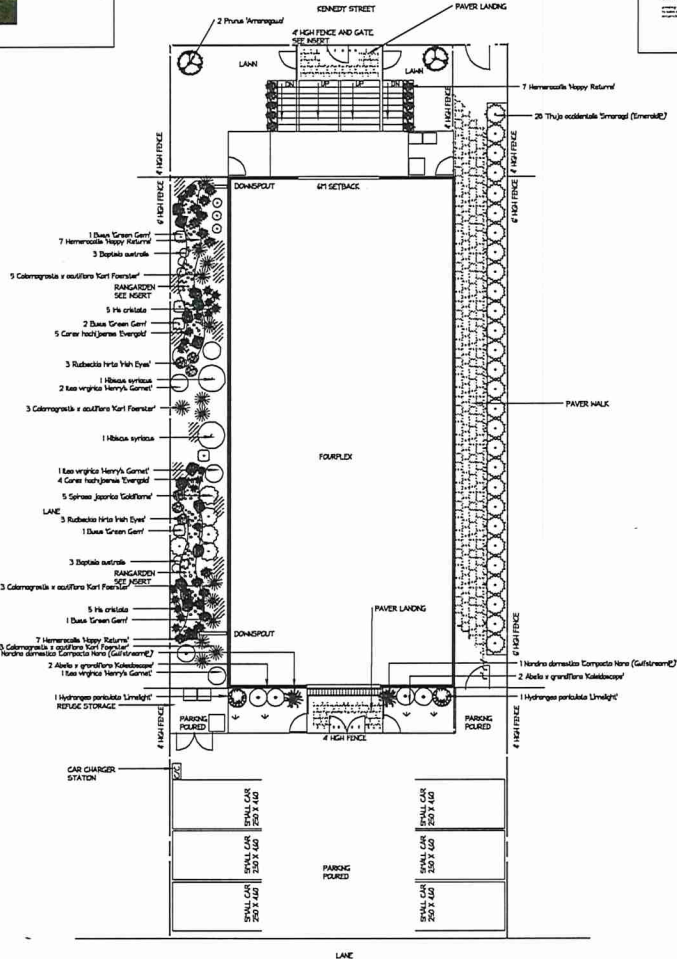 KENNEDY STREET
PAVER LANDING
2 Prunus 'Amanogawa'
4' HIGH FENCE AND GATE
SEE INSERT
LAWN
LAWN
DN
UP
UP
DN
7 Hemerocallis 'Happy Returns'
20 Thuja occidentalis 'Smaragd (Emerald)'
4' HIGH FENCE
4' HIGH FENCE
4' HIGH FENCE
6' HIGH FENCE
6' HIGH FENCE
DOWNSPOUT
6M SETBACK
1 Buxus 'Green Gem'
7 Hemerocallis 'Happy Returns'
3 Baptisia australis
5 Calamagrostis x acutiflora 'Karl Foerster'
RAINGARDEN
SEE INSERT
5 Iris cristata
2 Buxus 'Green Gem'
5 Carex hachijoensis 'Evergold'
3 Rudbeckia hirta 'Irish Eyes'
1 Hibiscus syriacus
2 Itea virginica 'Henry's Garnet'
3 Calamagrostis x acutiflora 'Karl Foerster'
PAVER WALK
1 Hibiscus syriacus
FOURPLEX
1 Itea virginica 'Henry's Garnet'
4 Carex hachijoensis 'Evergold'
5 Spiraea japonica 'Goldflame'
LANE
3 Rudbeckia hirta 'Irish Eyes'
1 Buxus 'Green Gem'
3 Baptisia australis
RAINGARDEN
SEE INSERT
3 Calamagrostis x acutiflora 'Karl Foerster'
5 Iris cristata
1 Buxus 'Green Gem'
PAVER LANDING
7 Hemerocallis 'Happy Returns'
DOWNSPOUT
3 Calamagrostis x acutiflora 'Karl Foerster'
Nandina domestica 'Compacta Nana (Gulfstream)'
2 Abelia x grandiflora 'Kaleidoscope'
1 Itea virginica 'Henry's Garnet'
6' HIGH FENCE
1 Nandina domestica 'Compacta Nana (Gulfstream)'
2 Abelia x grandiflora 'Kaleidoscope'
1 Hydrangea paniculata 'Limelight'
1 Hydrangea paniculata 'Limelight'
REFUSE STORAGE
4' HIGH FENCE
PARKING
POURED
4' HIGH FENCE
PARKING
POURED
4' HIGH FENCE
CAR CHARGER
STATION
SMALL CAR
250 X 460
SMALL CAR
250 X 460
SMALL CAR
250 X 460
SMALL CAR
250 X 460
PARKING
POURED
SMALL CAR
250 X 460
SMALL CAR
250 X 460
LANE